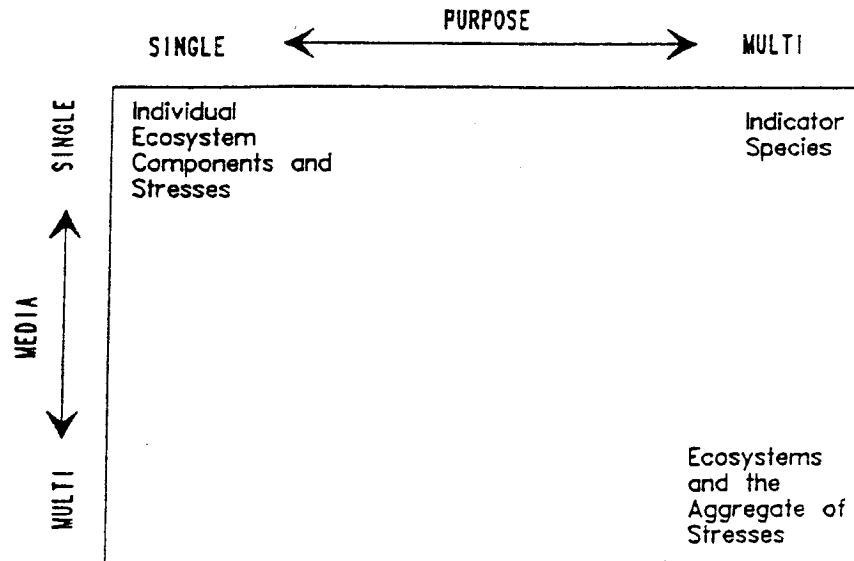 PURPOSE
SINGLE
MULTI
SINGLE
MEDIA
MULTI
Individual
Ecosystem
Components and
Stresses
Indicator
Species
Ecosystems
and the
Aggregate of
Stresses